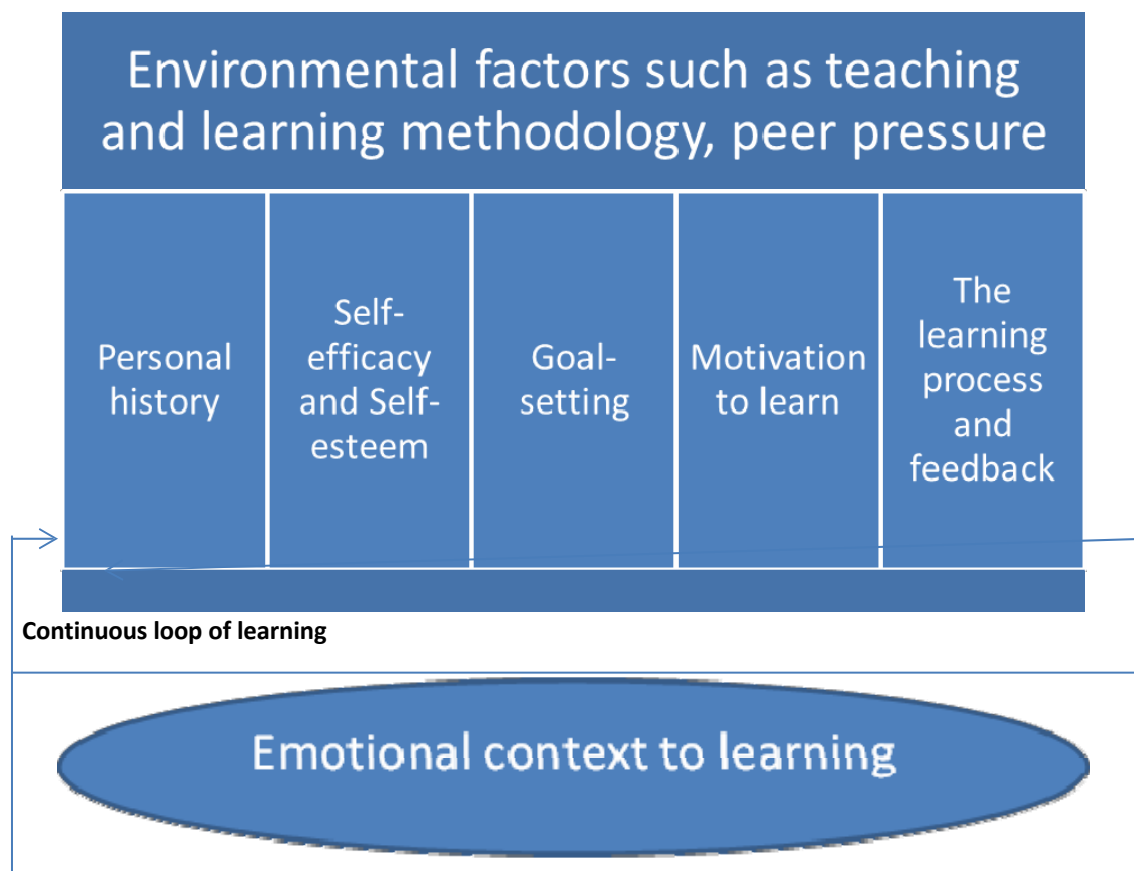 Environmental factors such as teaching
and learning methodology, peer pressure
Personal
history
Self-
efficacy
and Self-
esteem
Goal-
setting
Motivation
to learn
The
learning
process
and
feedback
Continuous loop of learning
Emotional context to learning